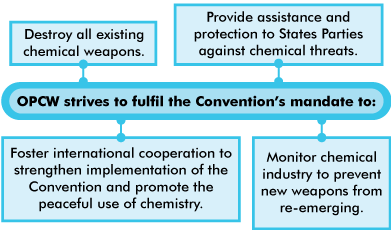 Destroy all existing
chemical weapons.
Provide assistance and
protection to States Parties
against chemical threats.
OPCW strives to fulfil the Convention's mandate to:
Foster international cooperation to
strengthen implementation of the
Convention and promote the
peaceful use of chemistry.
Monitor chemical
industry to prevent
new weapons from
re-emerging.